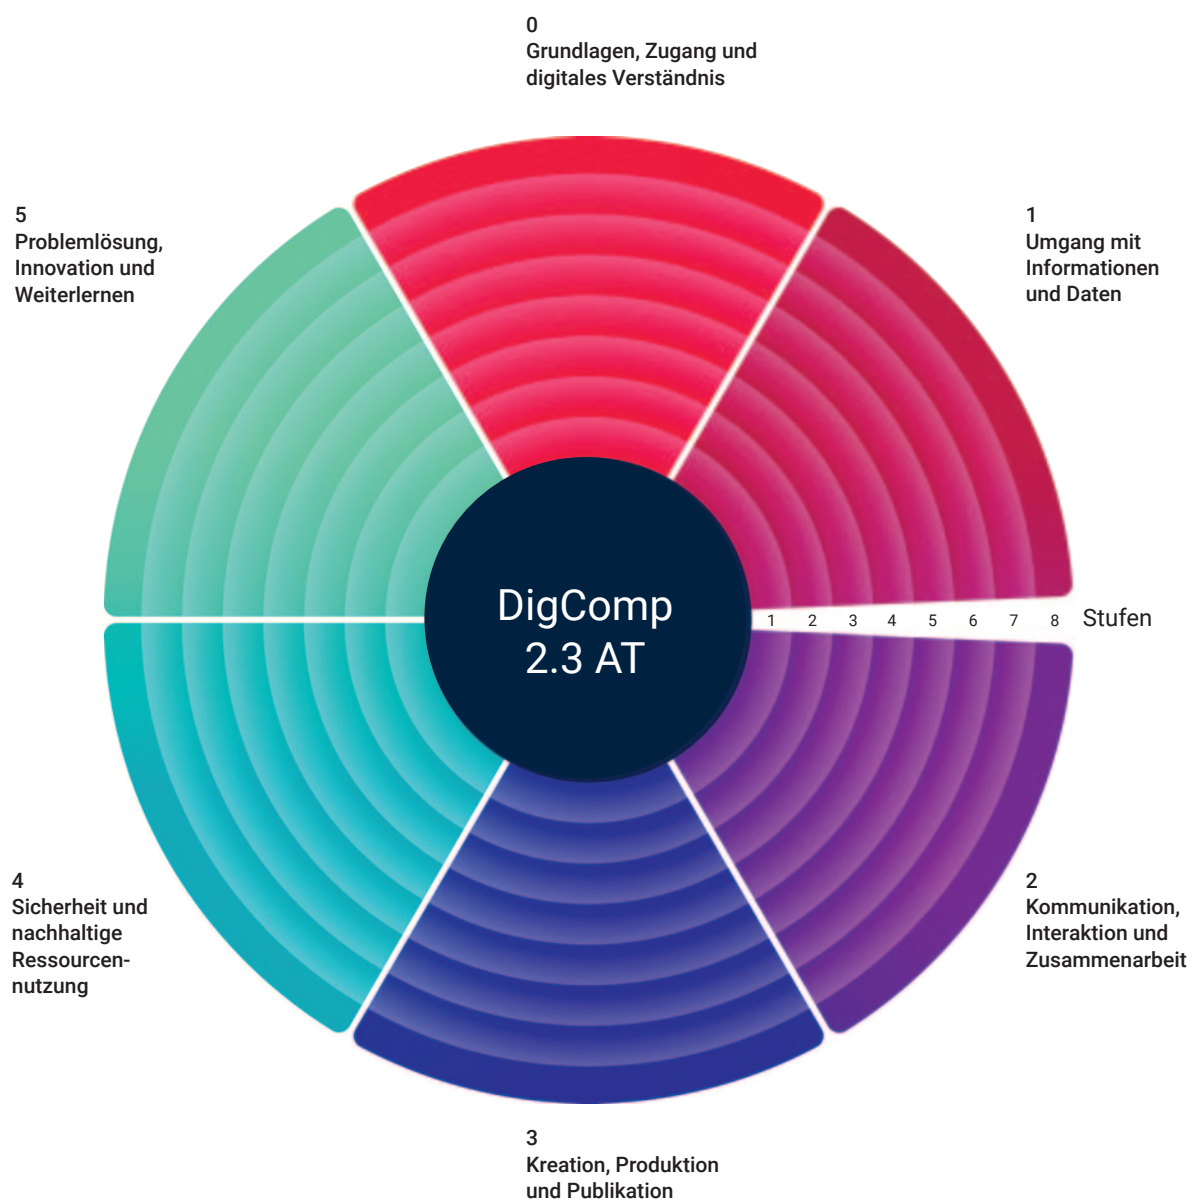 0
Grundlagen, Zugang und
digitales Verständnis
1
Umgang mit
Informationen
und Daten
5
Problemlösung,
Innovation und
Weiterlernen
DigComp
2.3 AT
1 2 3 4 5 6 7 8 Stufen
4
Sicherheit und
nachhaltige
Ressourcen-
nutzung
2
Kommunikation,
Interaktion und
Zusammenarbeit
3
Kreation, Produktion
und Publikation